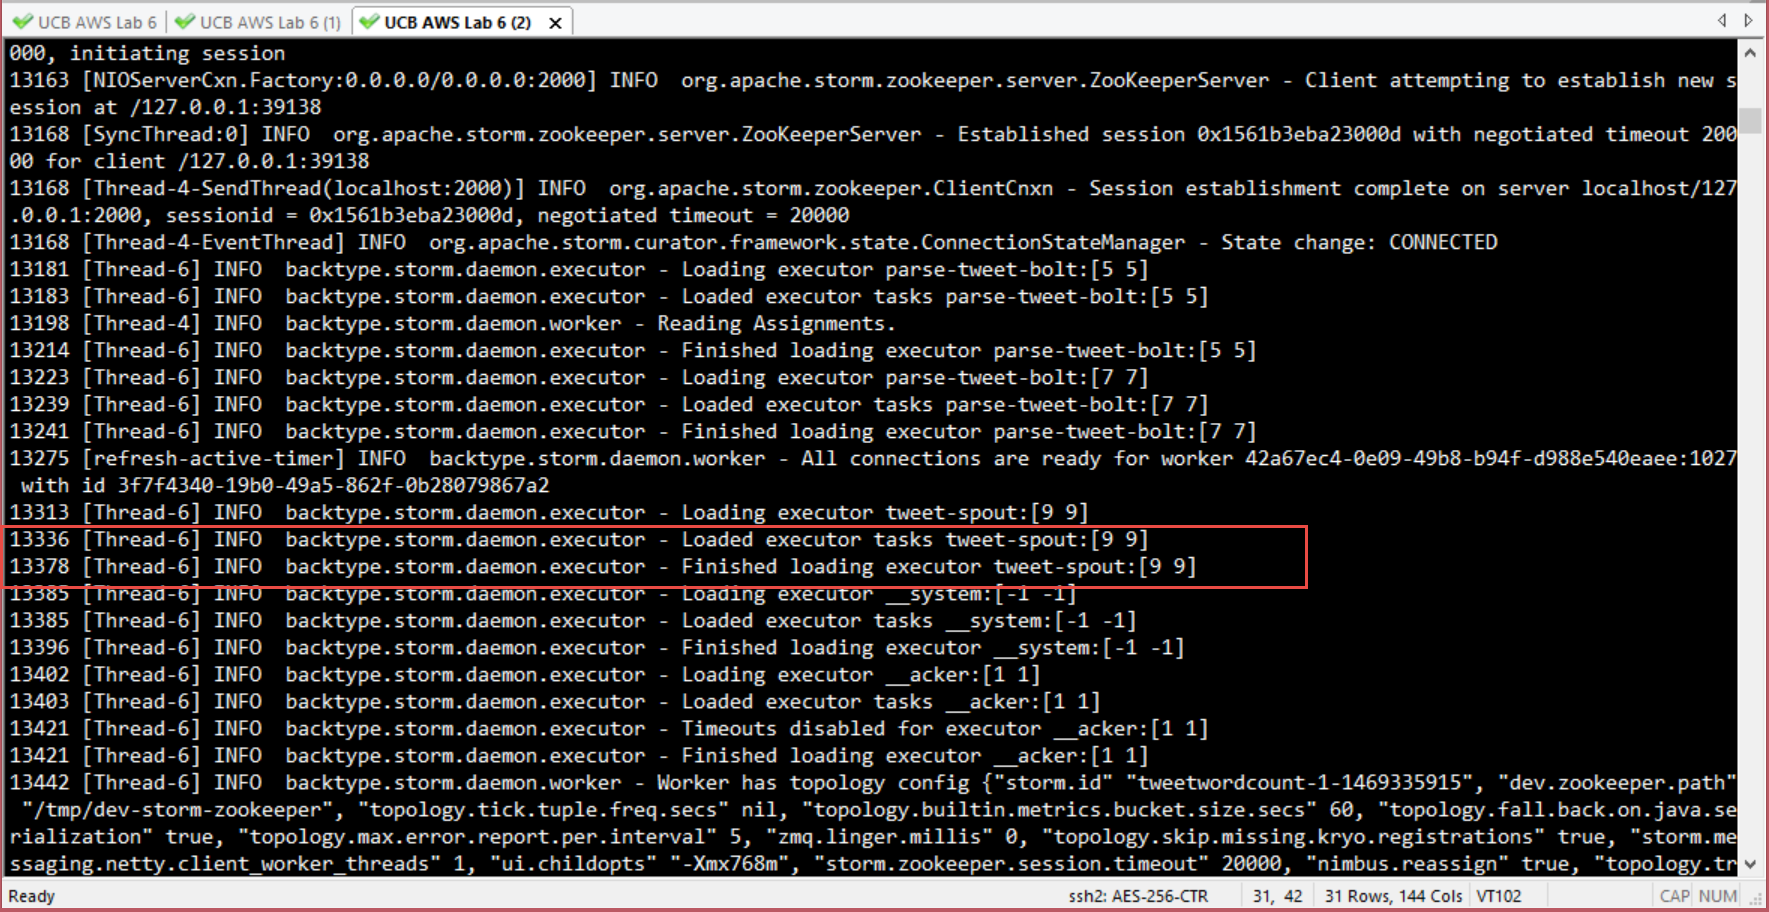 UCB AWS Lab 6 UCB AWS Lab 6 (1) UCB AWS Lab 6 (2)
000, initiating session
13163 [NIOServerCxn.Factory:0.0.0.0/0.0.0.0:2000] INFO  org.apache.storm.zookeeper.server.ZooKeeperServer - Client attempting to establish new s
ession at /127.0.0.1:39138
13168 [SyncThread:0] INFO  org.apache.storm.zookeeper.server.ZooKeeperServer - Established session 0x1561b3eba23000d with negotiated timeout 200
00 for client /127.0.0.1:39138
13168 [Thread-4-SendThread(localhost:2000)] INFO  org.apache.storm.zookeeper.ClientCnxn - Session establishment complete on server localhost/127
.0.0.1:2000, sessionid = 0x1561b3eba23000d, negotiated timeout = 20000
13168 [Thread-4-EventThread] INFO  org.apache.storm.curator.framework.state.ConnectionStateManager - State change: CONNECTED
13181 [Thread-6] INFO  backtype.storm.daemon.executor - Loading executor parse-tweet-bolt:[5 5]
13183 [Thread-6] INFO  backtype.storm.daemon.executor - Loaded executor tasks parse-tweet-bolt:[5 5]
13198 [Thread-4] INFO  backtype.storm.daemon.worker - Reading Assignments.
13214 [Thread-6] INFO  backtype.storm.daemon.executor - Finished loading executor parse-tweet-bolt:[5 5]
13223 [Thread-6] INFO  backtype.storm.daemon.executor - Loading executor parse-tweet-bolt:[7 7]
13239 [Thread-6] INFO  backtype.storm.daemon.executor - Loaded executor tasks parse-tweet-bolt:[7 7]
13241 [Thread-6] INFO  backtype.storm.daemon.executor - Finished loading executor parse-tweet-bolt:[7 7]
13275 [refresh-active-timer] INFO  backtype.storm.daemon.worker - All connections are ready for worker 42a67ec4-0e09-49b8-b94f-d988e540eaee:1027
 with id 3f7f4340-19b0-49a5-862f-0b28079867a2
13313 [Thread-6] INFO  backtype.storm.daemon.executor - Loading executor tweet-spout:[9 9]
13336 [Thread-6] INFO  backtype.storm.daemon.executor - Loaded executor tasks tweet-spout:[9 9]
13378 [Thread-6] INFO  backtype.storm.daemon.executor - Finished loading executor tweet-spout:[9 9]
13385 [Thread-6] INFO  backtype.storm.daemon.executor - Loading executor __system:[-1 -1]
13385 [Thread-6] INFO  backtype.storm.daemon.executor - Loaded executor tasks __system:[-1 -1]
13396 [Thread-6] INFO  backtype.storm.daemon.executor - Finished loading executor __system:[-1 -1]
13402 [Thread-6] INFO  backtype.storm.daemon.executor - Loading executor __acker:[1 1]
13403 [Thread-6] INFO  backtype.storm.daemon.executor - Loaded executor tasks __acker:[1 1]
13421 [Thread-6] INFO  backtype.storm.daemon.executor - Timeouts disabled for executor __acker:[1 1]
13421 [Thread-6] INFO  backtype.storm.daemon.executor - Finished loading executor __acker:[1 1]
13442 [Thread-6] INFO  backtype.storm.daemon.worker - Worker has topology config {"storm.id" "tweetwordcount-1-1469335915", "dev.zookeeper.path"
 "/tmp/dev-storm-zookeeper", "topology.tick.tuple.freq.secs" nil, "topology.builtin.metrics.bucket.size.secs" 60, "topology.fall.back.on.java.se
rialization" true, "topology.max.error.report.per.interval" 5, "zmq.linger.millis" 0, "topology.skip.missing.kryo.registrations" true, "storm.me
ssaging.netty.client_worker_threads" 1, "ui.childopts" "-Xmx768m", "storm.zookeeper.session.timeout" 20000, "nimbus.reassign" true, "topology.tr
Ready ssh2: AES-256-CTR 31, 42 31 Rows, 144 Cols VT102 CAP NUM